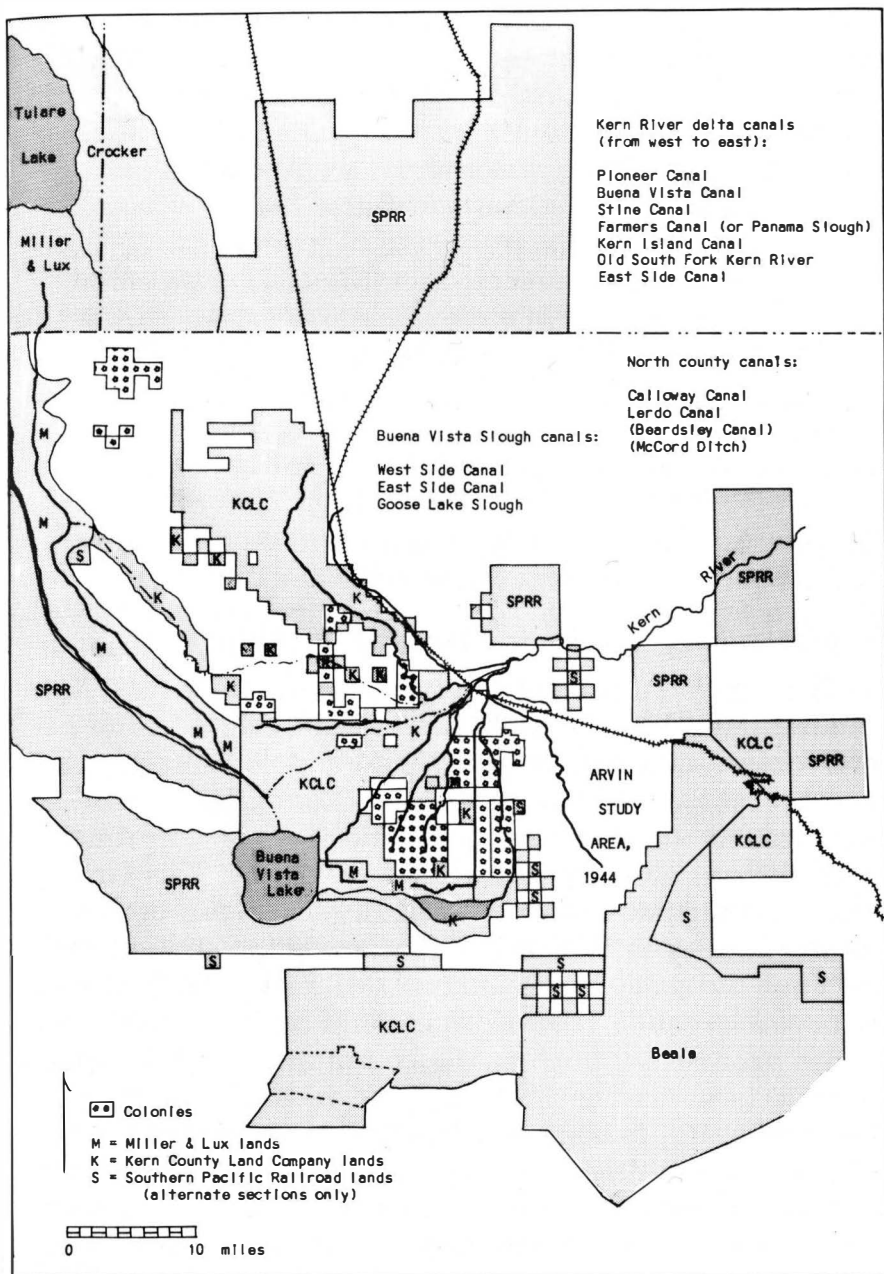 Tulare
Lake
Crocker
Miller
& Lux
SPRR
Kern River delta canals
(from west to east):
Pioneer Canal
Buena Vista Canal
Stine Canal
Farmers Canal (or Panama Slough)
Kern Island Canal
Old South Fork Kern River
East Side Canal
North county canals:
Calloway Canal
Lerdo Canal
(Beardsley Canal)
(McCord Ditch)
Buena Vista Slough canals:
West Side Canal
East Side Canal
Goose Lake Slough
M
KCLC
M
K
K
S
K
K
SPRR
Kern
River
SPRR
M
K
K
K
K
K
S
SPRR
SPRR
M
M
K
KCLC
KCLC
SPRR
M
K
S
ARVIN
STUDY
AREA,
1944
KCLC
SPRR
Buena
Vista
Lake
M
M
K
K
S
S
S
S
S
S
S
S
S
KCLC
Beale
Colonies
M = Miller & Lux lands
K = Kern County Land Company lands
S = Southern Pacific Railroad lands
(alternate sections only)
0 10 miles